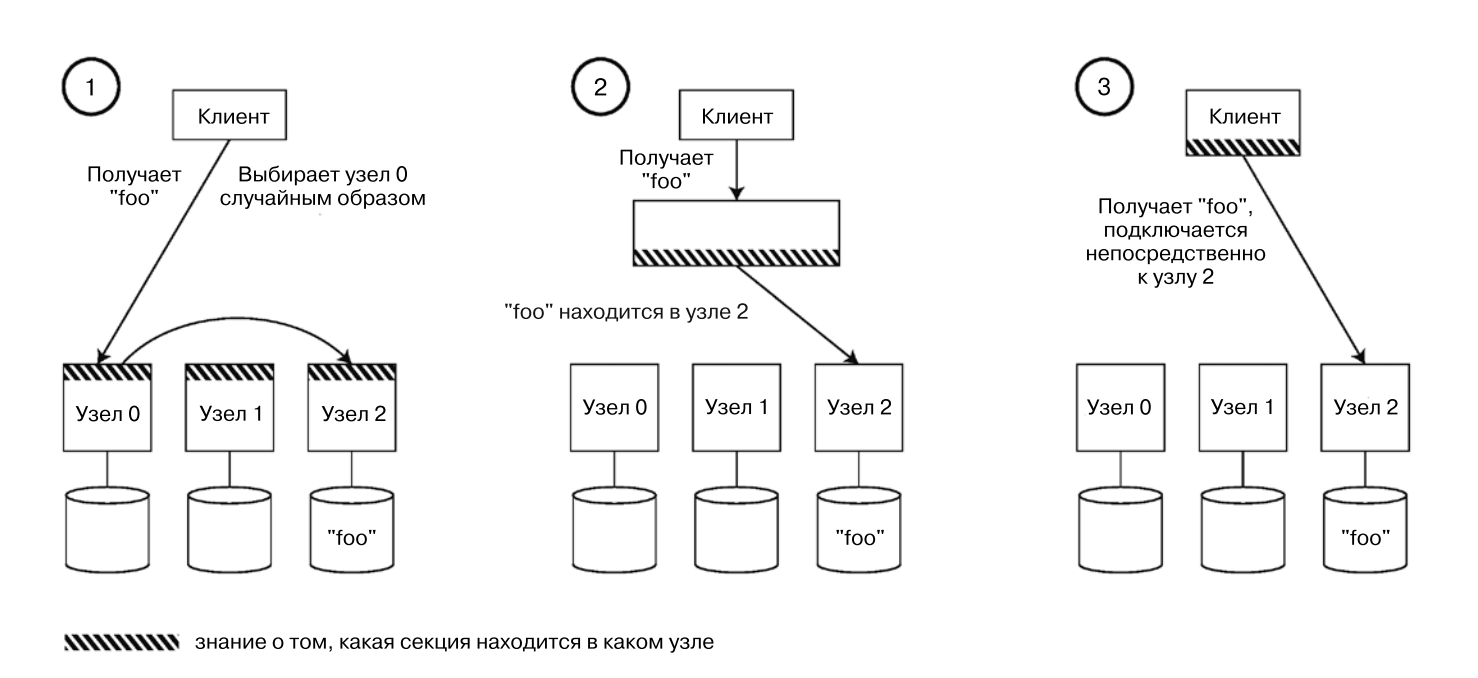 1
Клиент
Получает
"foo"
Выбирает узел 0
случайным образом
Узел 0
Узел 1
Узел 2
"foo"
2
Клиент
Получает
"foo"
"foo" находится в узле 2
Узел 0
Узел 1
Узел 2
"foo"
3
Клиент
Получает "foo",
подключается
непосредственно
к узлу 2
Узел 0
Узел 1
Узел 2
"foo"
знание о том, какая секция находится в каком узле